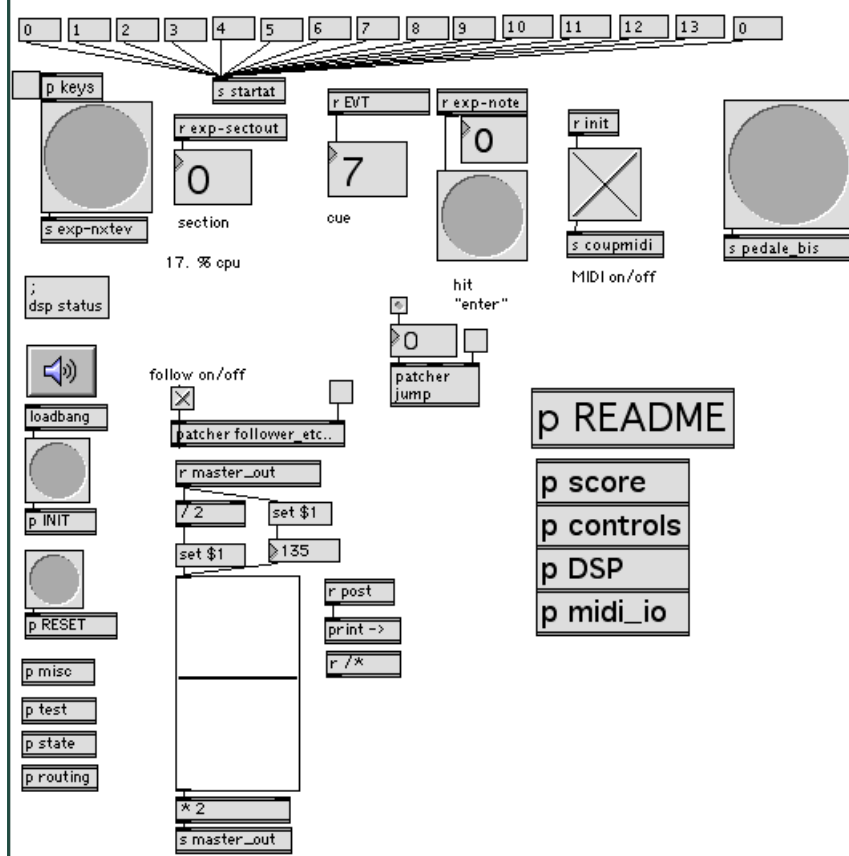 0 1 2 3 4 5 6 7 8 9 10 11 12 13 0
p keys
s startat
r EVT
r exp-note
r exp-sectout
r init
0
0
7
s exp-nxtev
section
cue
s coupmidi
s pedale_bis
17. % cpu
hit
"enter"
MIDI on/off
;
dsp status
0
patcher
jump
follow on/off
loadbang
patcher follower_etc..
p README
r master_out
p score
/ 2
set $1
p INIT
p controls
set $1
135
p DSP
r post
p RESET
print ->
p midi_io
r /*
p misc
p test
p state
p routing
* 2
s master_out